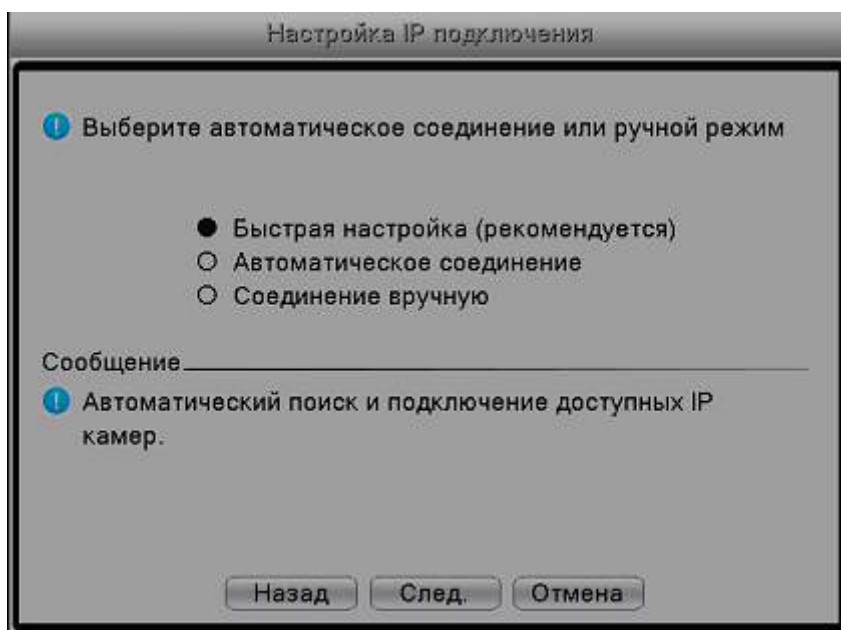 Настройка IP подключения
Выберите автоматическое соединение или ручной режим
Быстрая настройка (рекомендуется)
Автоматическое соединение
Соединение вручную
Сообщение
Автоматический поиск и подключение доступных IP
камер.
Назад След. Отмена